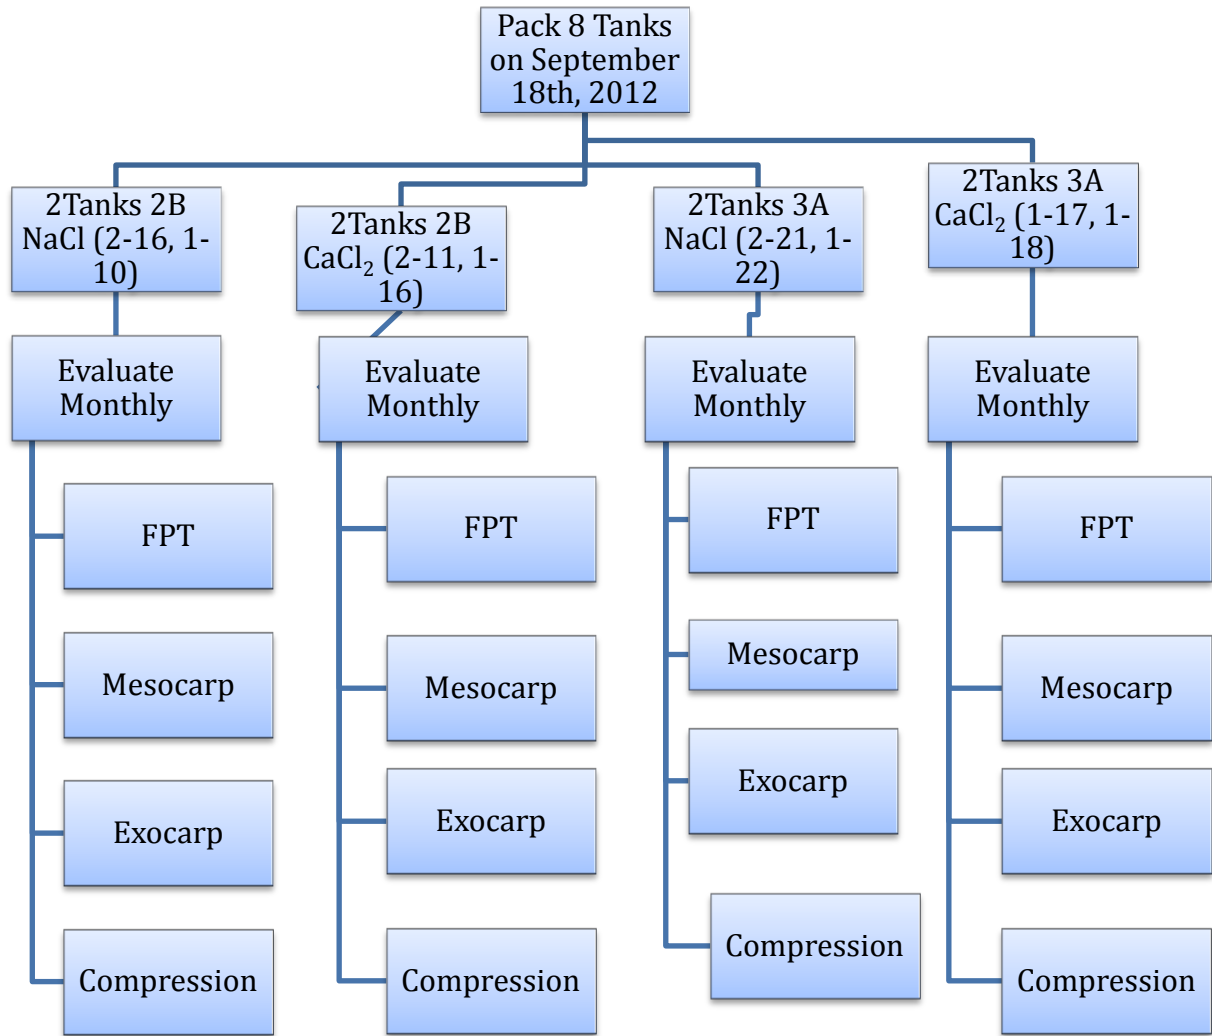 Pack 8 Tanks
on September
18th, 2012
2Tanks 2B
NaCl (2-16, 1-
10)
2Tanks 2B
CaCl₂ (2-11, 1-
16)
2Tanks 3A
NaCl (2-21, 1-
22)
2Tanks 3A
CaCl₂ (1-17, 1-
18)
Evaluate
Monthly
Evaluate
Monthly
Evaluate
Monthly
Evaluate
Monthly
FPT
FPT
FPT
FPT
Mesocarp
Mesocarp
Mesocarp
Mesocarp
Exocarp
Exocarp
Exocarp
Exocarp
Compression
Compression
Compression
Compression